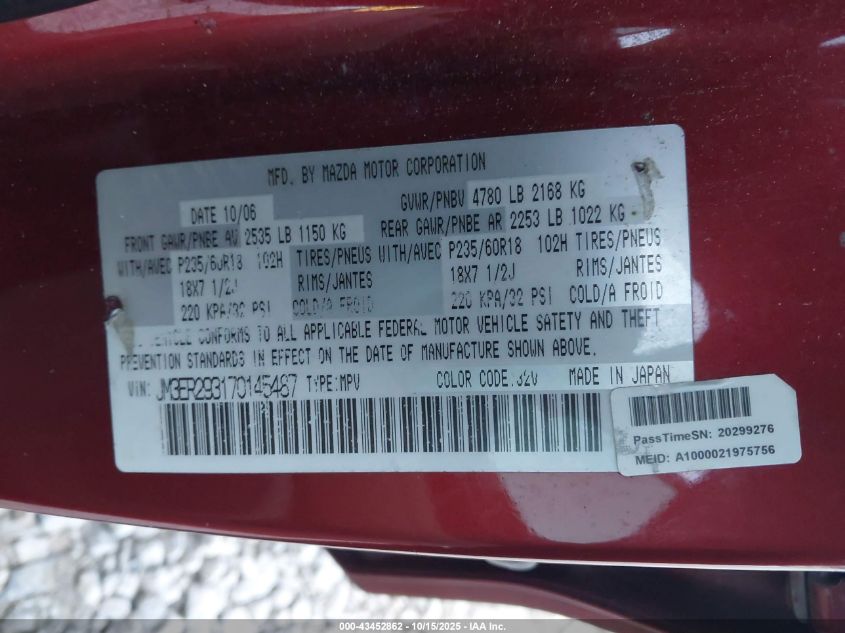 MFD. BY MAZDA MOTOR CORPORATION
DATE 10/06 GVWR/PNBV 4780 LB 2168 KG
FRONT GAWR/PNBE AV 2535 LB 1150 KG REAR GAWR/PNBE AR 2253 LB 1022 KG
WITH/AVEC P235/60R18 102H TIRES/PNEUS WITH/AVEC P235/60R18 102H TIRES/PNEUS
18X7 1/2J RIMS/JANTES 18X7 1/2J RIMS/JANTES
220 KPA/32 PSI COLD/A FROID 220 KPA/32 PSI COLD/A FROID
VEHICLE CONFORMS TO ALL APPLICABLE FEDERAL MOTOR VEHICLE SAFETY AND THEFT
PREVENTION STANDARDS IN EFFECT ON THE DATE OF MANUFACTURE SHOWN ABOVE.
VIN: JM3ER293170145487 TYPE:MPV COLOR CODE: MADE IN JAPAN
PassTimeSN: 20299276
MEID: A1000021975756
000-43452862 - 10/15/2025 - IAA Inc.